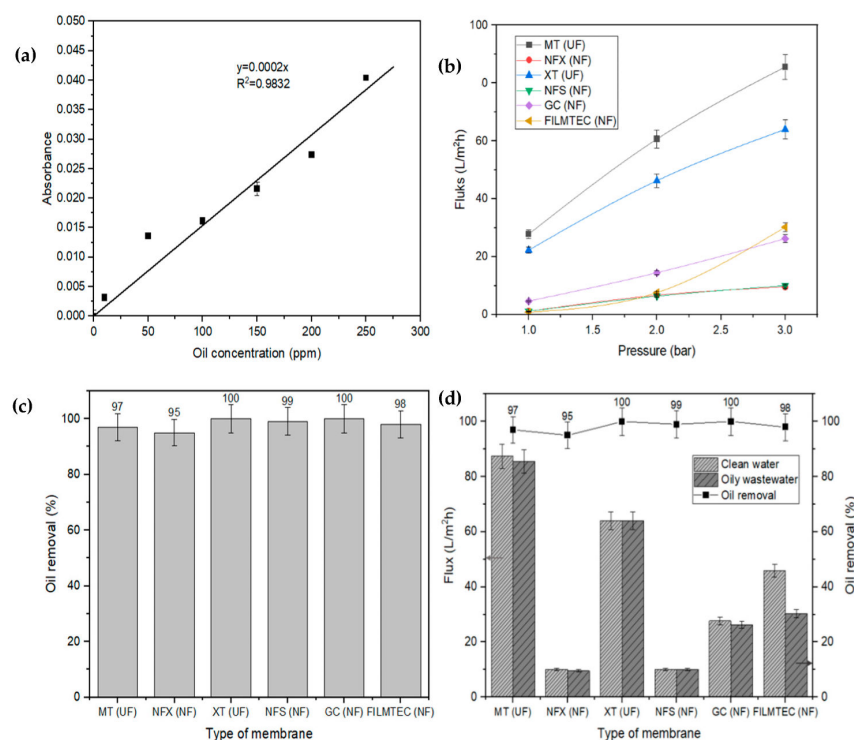 (a)
y=0.0002x
R²=0.9832
Absorbance
0.050
0.045
0.040
0.035
0.030
0.025
0.020
0.015
0.010
0.005
0.000
0 50 100 150 200 250 300
Oil concentration (ppm)
(b)
MT (UF)
NFX (NF)
XT (UF)
NFS (NF)
GC (NF)
FILMTEC (NF)
Fluks (L/m²h)
100
0
60
40
20
0
1.0 1.5 2.0 2.5 3.0
Pressure (bar)
(c)
97 95 100 99 100 98
Oil removal (%)
100
80
60
40
20
0
MT (UF) NFX (NF) XT (UF) NFS (NF) GC (NF) FILMTEC (NF)
Type of membrane
(d)
97 95 100 99 100 98
Clean water
Oily wastewater
Oil removal
Flux (L/m²h)
100
80
60
40
20
0
Oil removal (%)
100
80
60
40
20
0
MT (UF) NFX (NF) XT (UF) NFS (NF) GC (NF) FILMTEC (NF)
Type of membrane